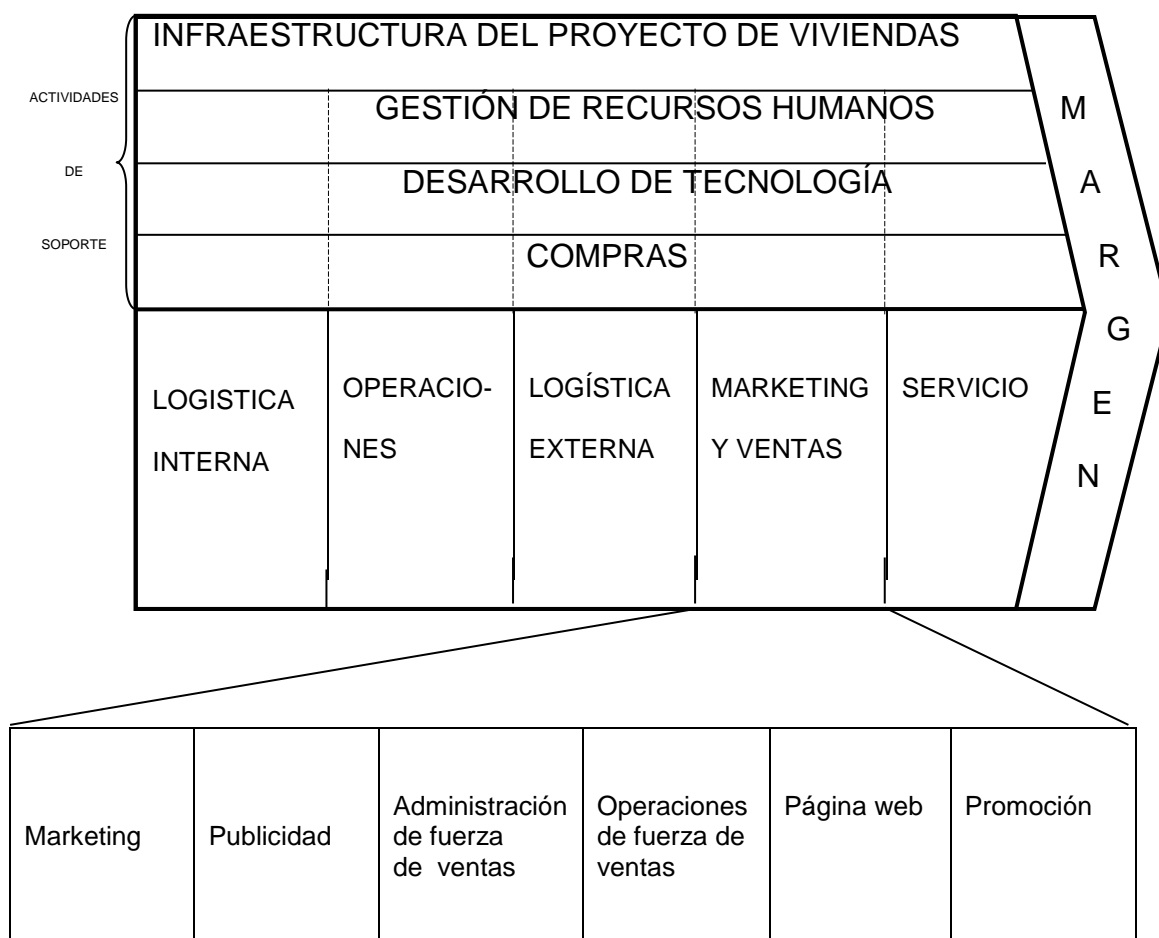 INFRAESTRUCTURA DEL PROYECTO DE VIVIENDAS
ACTIVIDADES
DE
SOPORTE
GESTIÓN DE RECURSOS HUMANOS
DESARROLLO DE TECNOLOGÍA
COMPRAS
LOGISTICA
INTERNA
OPERACIO-
NES
LOGÍSTICA
EXTERNA
MARKETING
Y VENTAS
SERVICIO
M
A
R
G
E
N
Marketing
Publicidad
Administración
de fuerza
de ventas
Operaciones
de fuerza de
ventas
Página web
Promoción